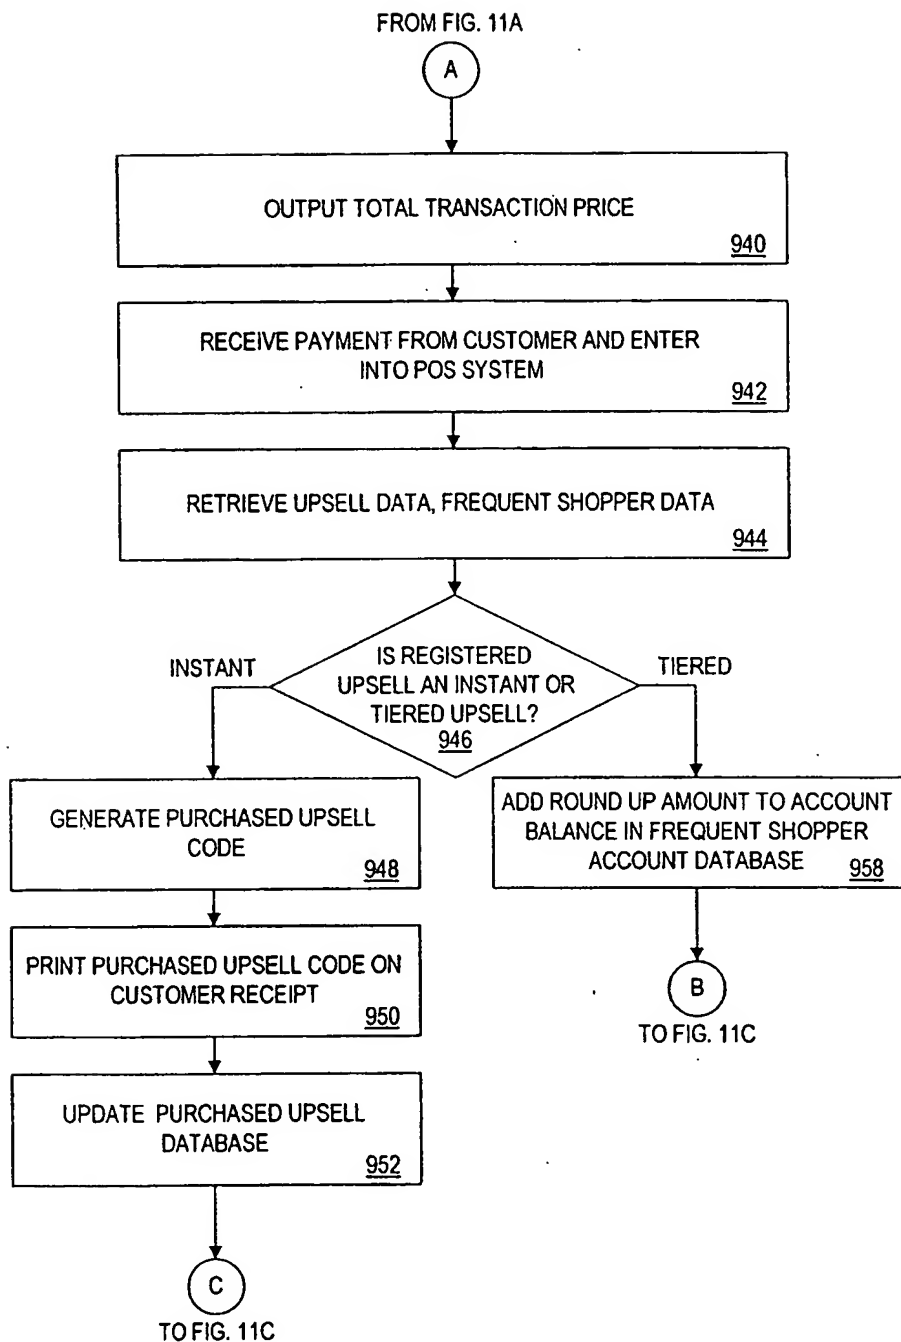 FROM FIG. 11A
A
OUTPUT TOTAL TRANSACTION PRICE
940
RECEIVE PAYMENT FROM CUSTOMER AND ENTER
INTO POS SYSTEM
942
RETRIEVE UPSELL DATA, FREQUENT SHOPPER DATA
944
INSTANT
IS REGISTERED
UPSELL AN INSTANT OR
TIERED UPSELL?
946
TIERED
GENERATE PURCHASED UPSELL
CODE
948
PRINT PURCHASED UPSELL CODE ON
CUSTOMER RECEIPT
950
UPDATE PURCHASED UPSELL
DATABASE
952
C
TO FIG. 11C
ADD ROUND UP AMOUNT TO ACCOUNT
BALANCE IN FREQUENT SHOPPER
ACCOUNT DATABASE
958
B
TO FIG. 11C